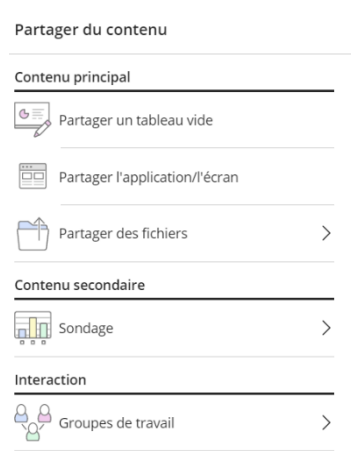 Partager du contenu
Contenu principal
Partager un tableau vide
Partager l'application/l'écran
Partager des fichiers
Contenu secondaire
Sondage
Interaction
Groupes de travail